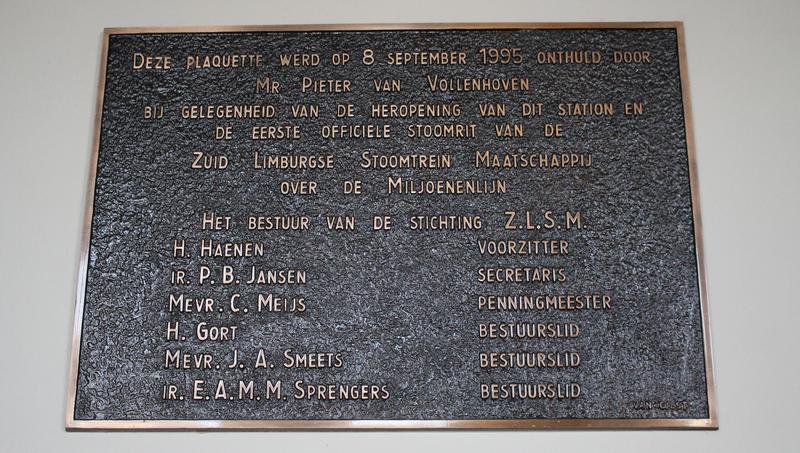 Deze plaquette werd op 8 september 1995 onthuld door
Mr Pieter van Vollenhoven
bij gelegenheid van de heropening van dit station en
de eerste officiele stoomrit van de
Zuid Limburgse Stoomtrein Maatschappij
over de Miljoenenlijn
Het bestuur van de stichting Z.L.S.M.
H. Haenen voorzitter
ir. P. B. Jansen secretaris
Mevr. C. Meijs penningmeester
H. Gort bestuurslid
Mevr. J. A. Smeets bestuurslid
ir. E.A.M.M. Sprengers bestuurslid